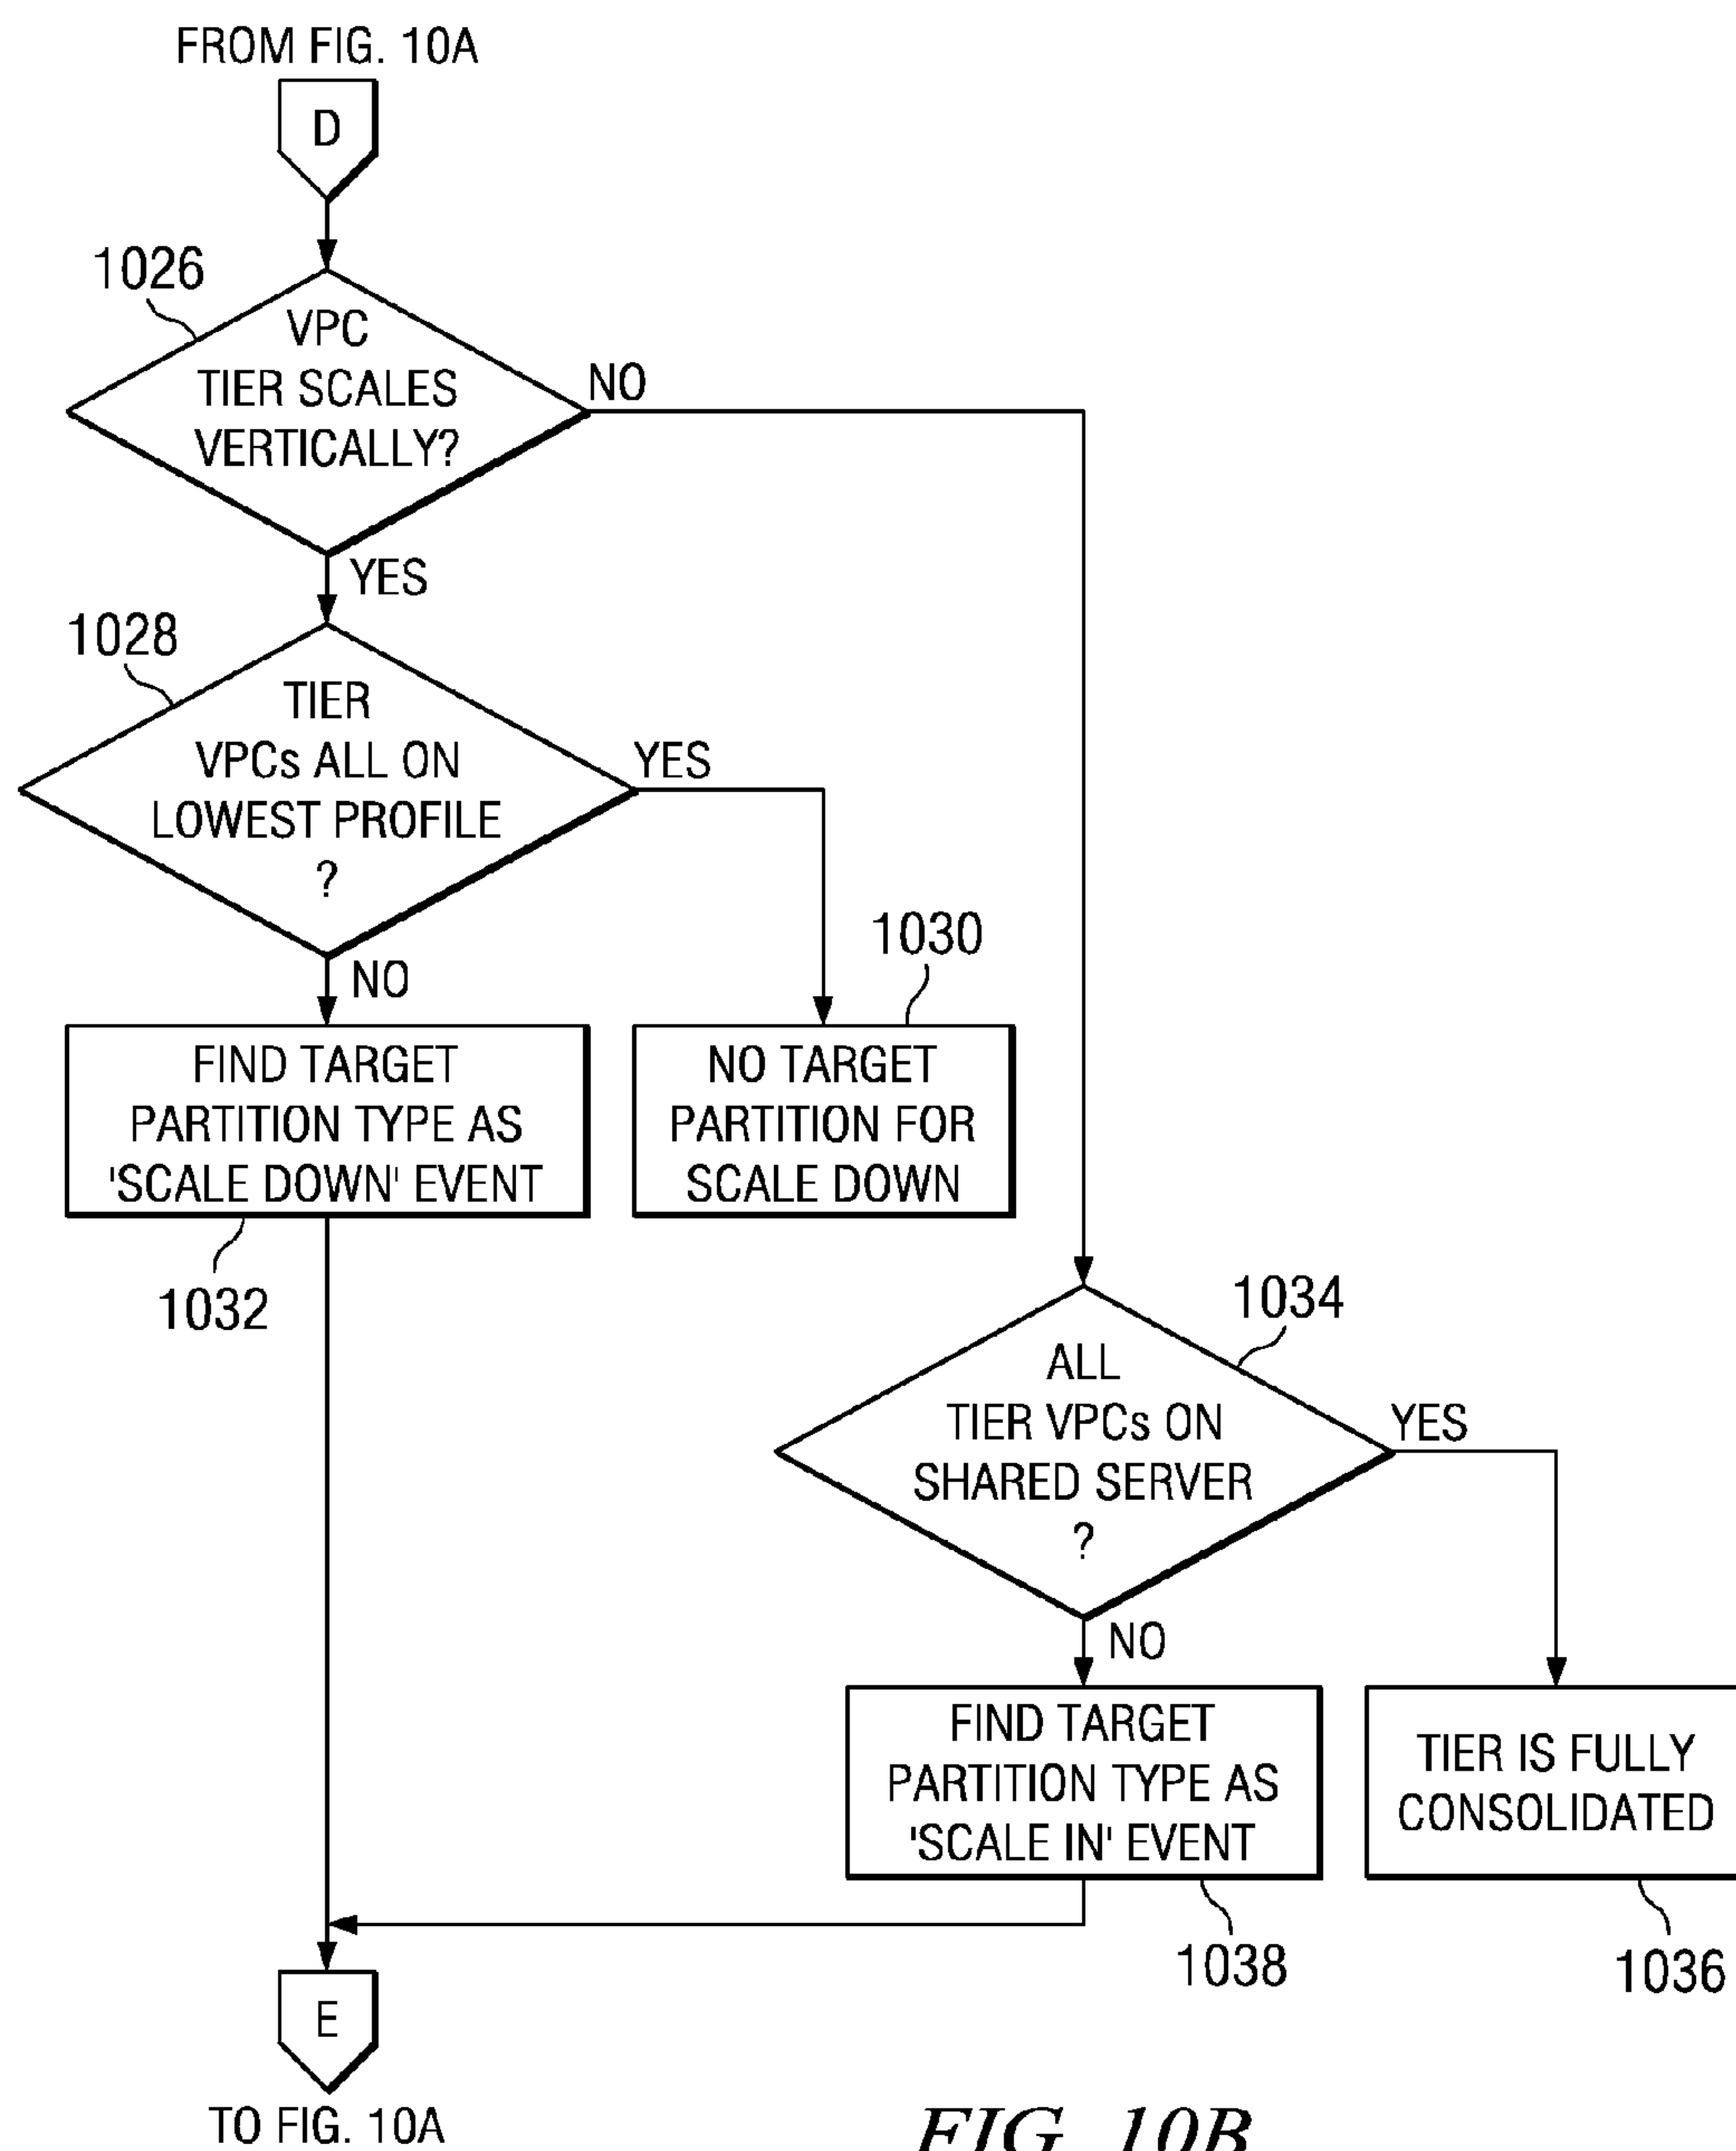 FROM FIG. 10A
D
1026
VPC
TIER SCALES
VERTICALLY?
NO
YES
1028
TIER
VPCs ALL ON
LOWEST PROFILE
?
YES
NO
1030
FIND TARGET
PARTITION TYPE AS
'SCALE DOWN' EVENT
1032
NO TARGET
PARTITION FOR
SCALE DOWN
1034
ALL
TIER VPCs ON
SHARED SERVER
?
YES
NO
FIND TARGET
PARTITION TYPE AS
'SCALE IN' EVENT
1038
TIER IS FULLY
CONSOLIDATED
1036
E
TO FIG. 10A
FIG. 10B